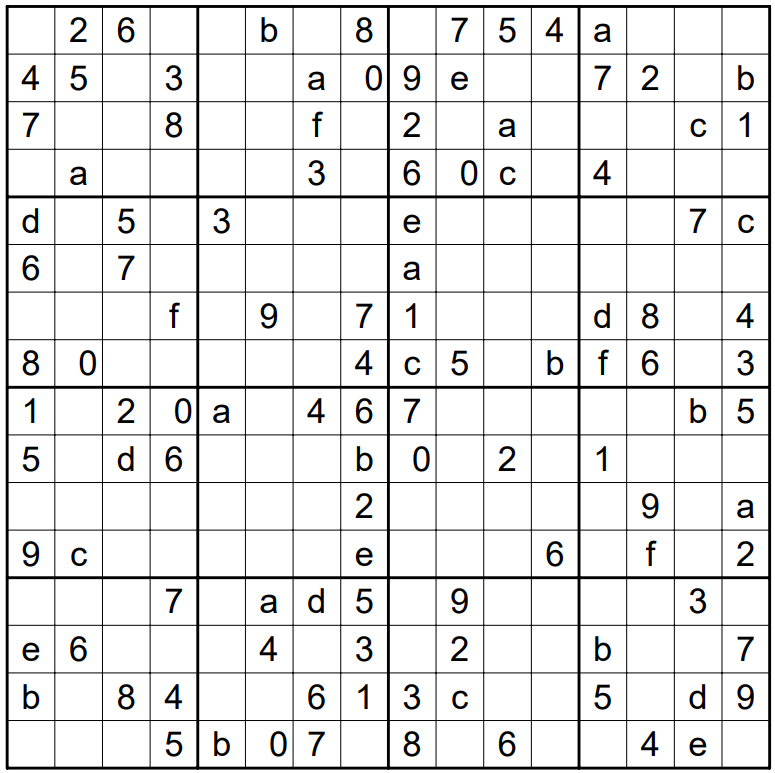 2 6 b 8 7 5 4 a
4 5 3 a 0 9 e 7 2 b
7 8 f 2 a c 1
a 3 6 0 c 4
d 5 3 e 7 c
6 7 a
f 9 7 1 d 8 4
8 0 4 c 5 b f 6 3
1 2 0 a 4 6 7 b 5
5 d 6 b 0 2 1
2 9 a
9 c e 6 f 2
7 a d 5 9 3
e 6 4 3 2 b 7
b 8 4 6 1 3 c 5 d 9
5 b 0 7 8 6 4 e